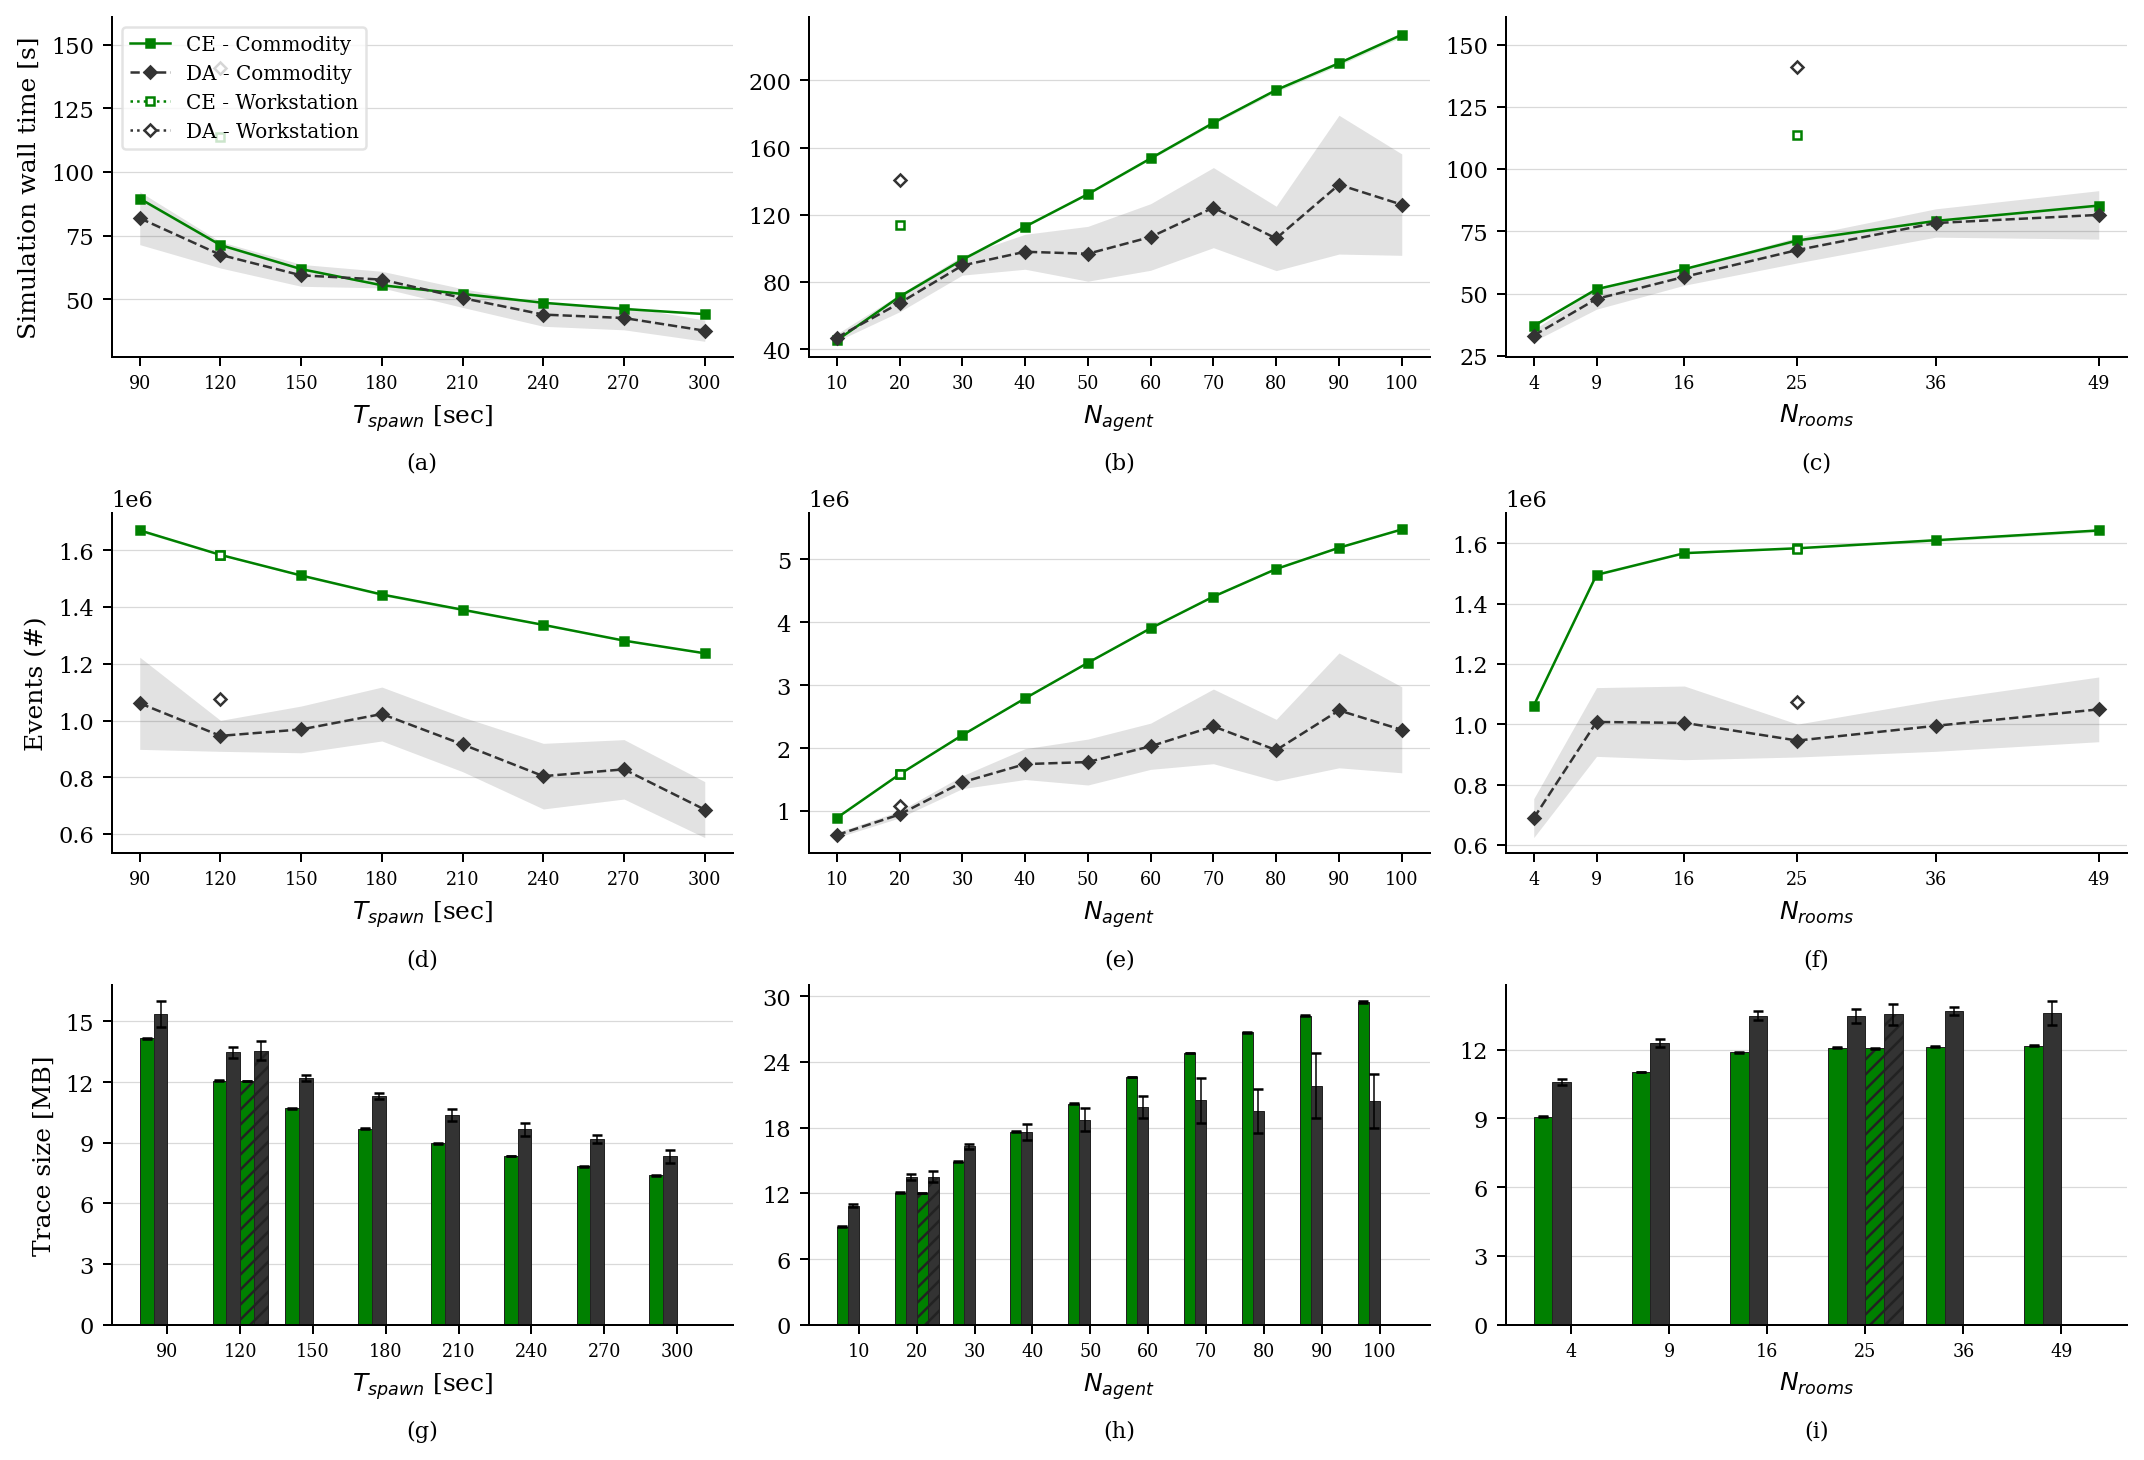 Simulation wall time [s]
150
125
100
75
50
CE - Commodity
DA - Commodity
CE - Workstation
DA - Workstation
90 120 150 180 210 240 270 300
T_spawn [sec]
(a)
200
160
120
80
40
10 20 30 40 50 60 70 80 90 100
N_agent
(b)
150
125
100
75
50
25
4 9 16 25 36 49
N_rooms
(c)
1e6
Events (#)
1.6
1.4
1.2
1.0
0.8
0.6
90 120 150 180 210 240 270 300
T_spawn [sec]
(d)
1e6
5
4
3
2
1
10 20 30 40 50 60 70 80 90 100
N_agent
(e)
1e6
1.6
1.4
1.2
1.0
0.8
0.6
4 9 16 25 36 49
N_rooms
(f)
Trace size [MB]
15
12
9
6
3
0
90 120 150 180 210 240 270 300
T_spawn [sec]
(g)
30
24
18
12
6
0
10 20 30 40 50 60 70 80 90 100
N_agent
(h)
12
9
6
3
0
4 9 16 25 36 49
N_rooms
(i)